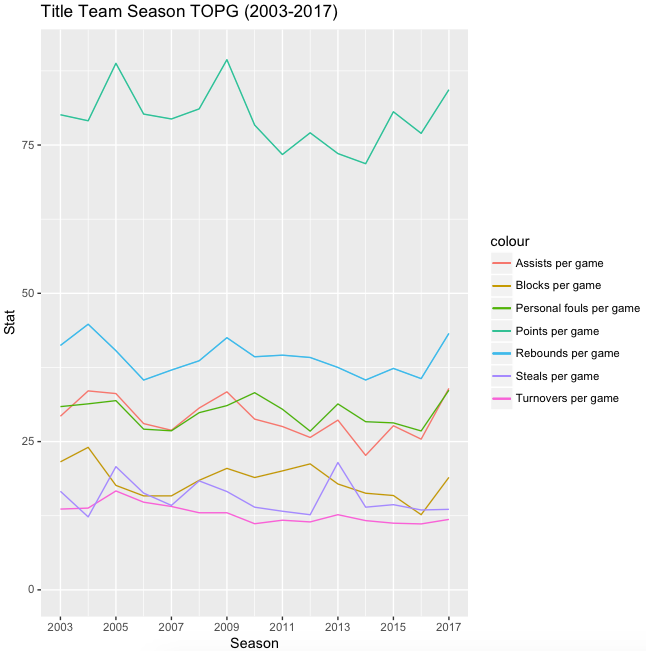 Title Team Season TOPG (2003-2017)
75
50
25
0
Stat
2003 2005 2007 2009 2011 2013 2015 2017
Season
colour
Assists per game
Blocks per game
Personal fouls per game
Points per game
Rebounds per game
Steals per game
Turnovers per game